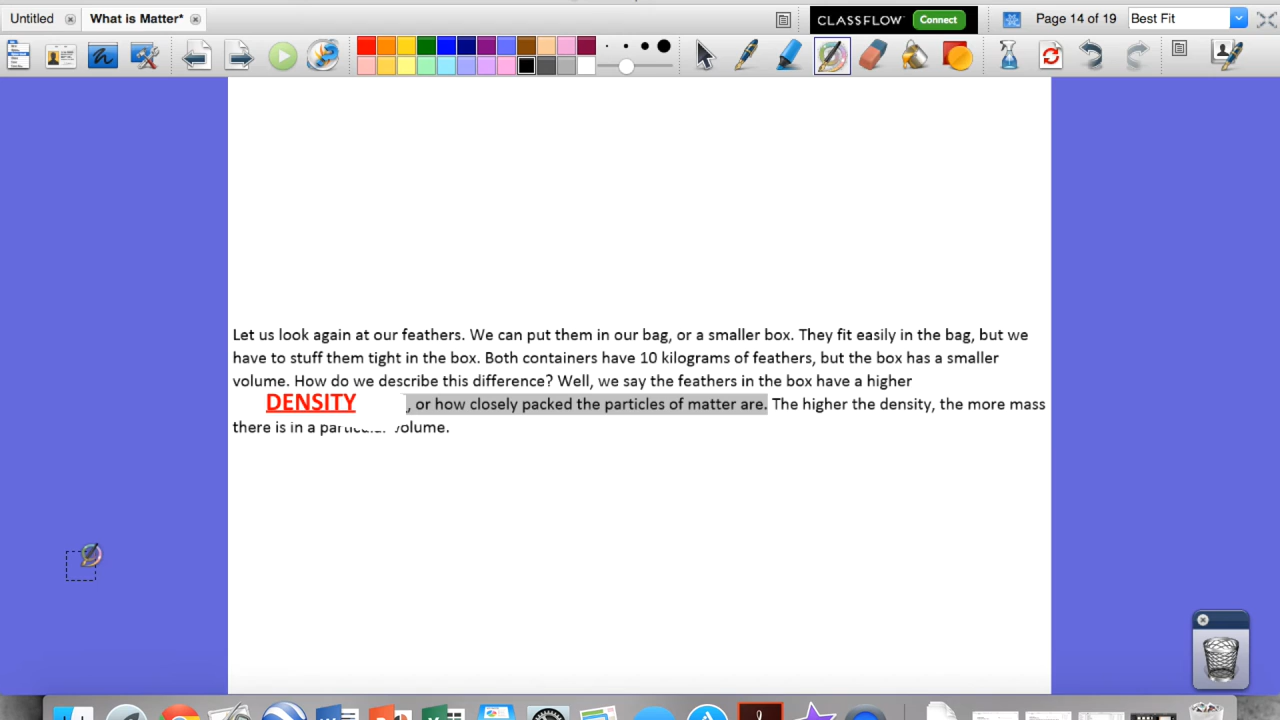 Untitled
What is Matter*
CLASSFLOW
Connect
Page 14 of 19
Best Fit
Let us look again at our feathers. We can put them in our bag, or a smaller box. They fit easily in the bag, but we
have to stuff them tight in the box. Both containers have 10 kilograms of feathers, but the box has a smaller
volume. How do we describe this difference? Well, we say the feathers in the box have a higher
DENSITY , or how closely packed the particles of matter are. The higher the density, the more mass
there is in a particular volume.